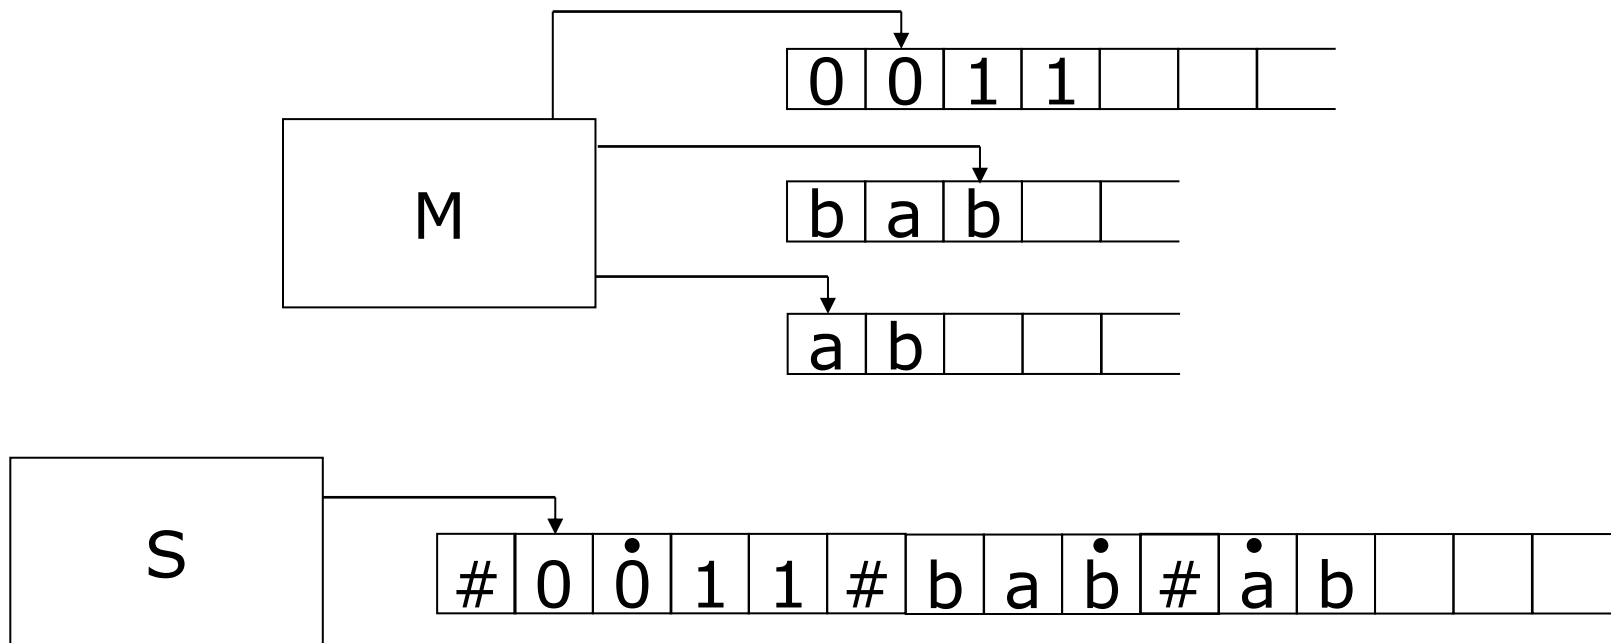 0 0 1 1
M
b a b
a b
S
# 0 0̇ 1 1 # b a ḃ # ȧ b